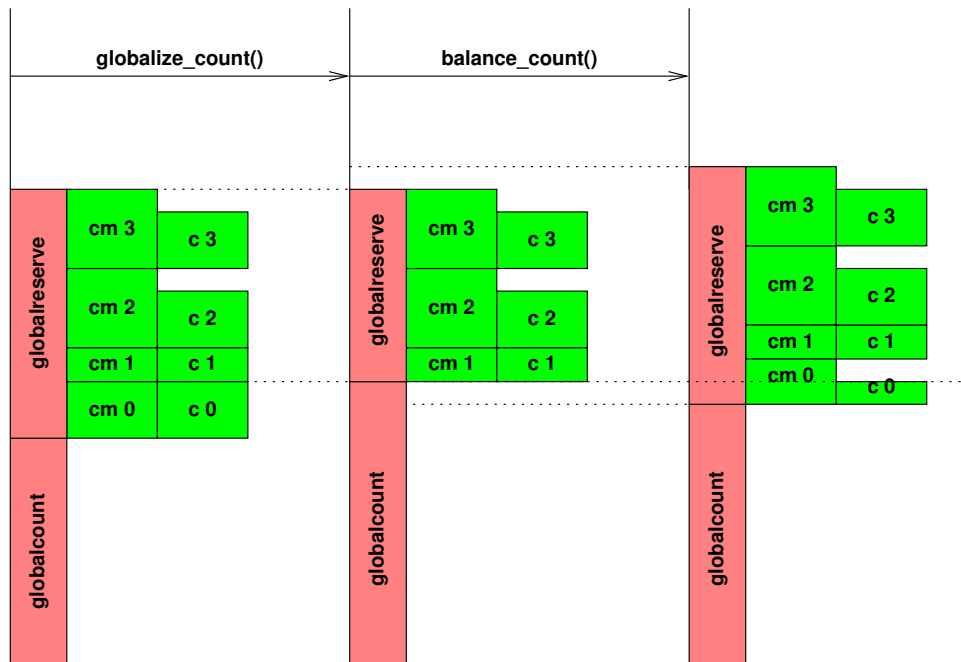 globalize_count()
balance_count()
globalreserve
cm 3
c 3
cm 2
c 2
cm 1
c 1
cm 0
c 0
globalcount
globalreserve
cm 3
c 3
cm 2
c 2
cm 1
c 1
globalcount
globalreserve
cm 3
c 3
cm 2
c 2
cm 1
c 1
cm 0
c 0
globalcount